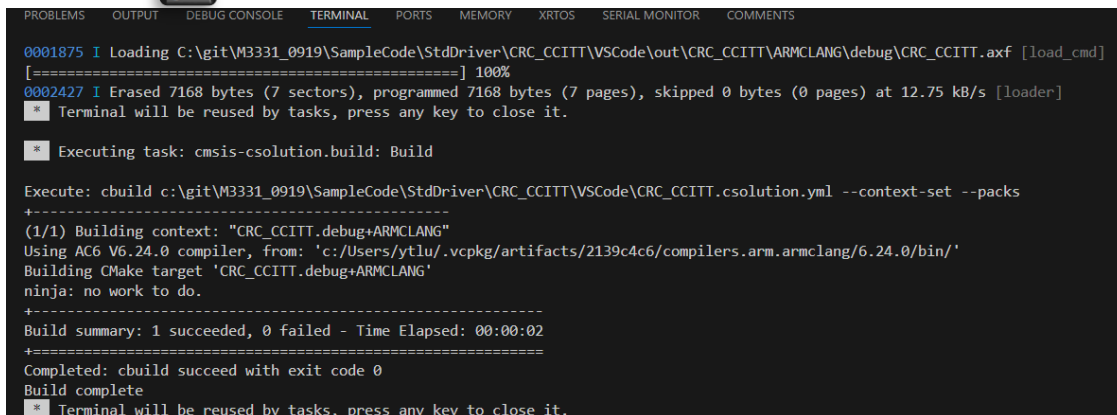 PROBLEMS OUTPUT DEBUG CONSOLE TERMINAL PORTS MEMORY XRTOS SERIAL MONITOR COMMENTS
0001875 I Loading C:\git\M3331_0919\SampleCode\StdDriver\CRC_CCITT\VSCode\out\CRC_CCITT\ARMCLANG\debug\CRC_CCITT.axf [load_cmd]
[==================================================] 100%
0002427 I Erased 7168 bytes (7 sectors), programmed 7168 bytes (7 pages), skipped 0 bytes (0 pages) at 12.75 kB/s [loader]
* Terminal will be reused by tasks, press any key to close it.
* Executing task: cmsis-csolution.build: Build
Execute: cbuild c:\git\M3331_0919\SampleCode\StdDriver\CRC_CCITT\VSCode\CRC_CCITT.csolution.yml --context-set --packs
+-------------------------------------------------
(1/1) Building context: "CRC_CCITT.debug+ARMCLANG"
Using AC6 V6.24.0 compiler, from: 'c:/Users/ytlu/.vcpkg/artifacts/2139c4c6/compilers.arm.armclang/6.24.0/bin/'
Building CMake target 'CRC_CCITT.debug+ARMCLANG'
ninja: no work to do.
+------------------------------------------------------------
Build summary: 1 succeeded, 0 failed - Time Elapsed: 00:00:02
+============================================================
Completed: cbuild succeed with exit code 0
Build complete
* Terminal will be reused by tasks, press any key to close it.